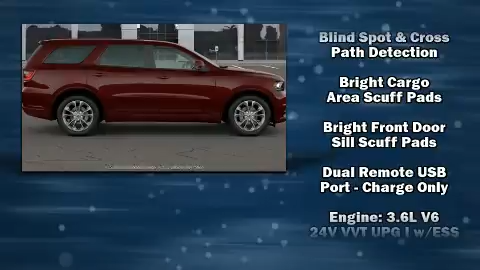 Blind Spot & Cross
Path Detection
Bright Cargo
Area Scuff Pads
Bright Front Door
Sill Scuff Pads
Dual Remote USB
Port - Charge Only
Engine: 3.6L V6
24V VVT UPG I w/ESS